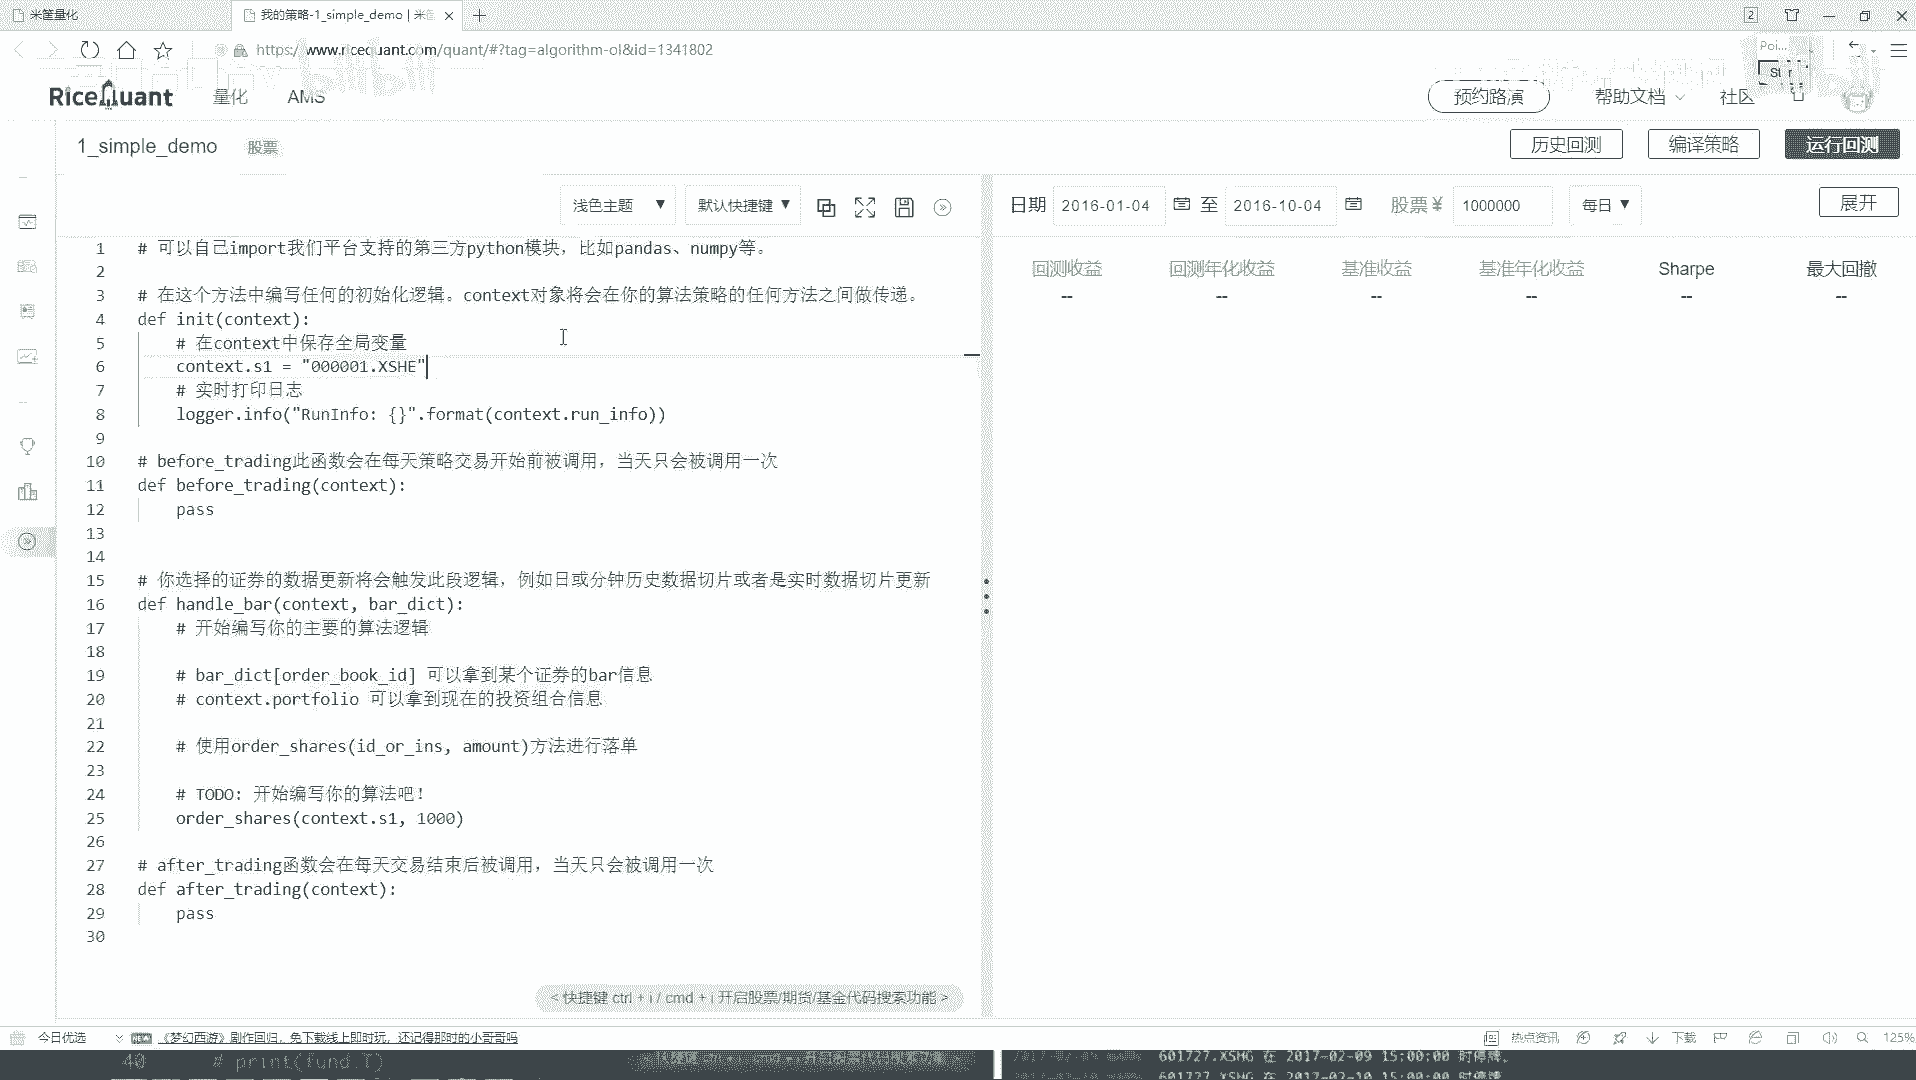 米筐量化
我的策略-1_simple_demo | 米筐
2
https://www.ricequant.com/quant/#?tag=algorithm-ol&id=1341802
Poi...
RiceQuant
量化
AMS
预约路演
帮助文档
社区
1_simple_demo
股票
历史回测
编译策略
运行回测
浅色主题 ▼
默认快捷键 ▼
日期 2016-01-04 至 2016-10-04 股票 ¥ 1000000 每日 ▼
展开
回测收益 回测年化收益 基准收益 基准年化收益 Sharpe 最大回撤
-- -- -- -- -- --
1 # 可以自己import我们平台支持的第三方python模块，比如pandas、numpy等。
2
3 # 在这个方法中编写任何的初始化逻辑。context对象将会在你的算法策略的任何方法之间做传递。
4 def init(context):
5 # 在context中保存全局变量
6 context.s1 = "000001.XSHE"
7 # 实时打印日志
8 logger.info("RunInfo: {}".format(context.run_info))
9
10 # before_trading此函数会在每天策略交易开始前被调用，当天只会被调用一次
11 def before_trading(context):
12 pass
13
14
15 # 你选择的证券的数据更新将会触发此段逻辑，例如日或分钟历史数据切片或者是实时数据切片更新
16 def handle_bar(context, bar_dict):
17 # 开始编写你的主要的算法逻辑
18
19 # bar_dict[order_book_id] 可以拿到某个证券的bar信息
20 # context.portfolio 可以拿到现在的投资组合信息
21
22 # 使用order_shares(id_or_ins, amount)方法进行落单
23
24 # TODO: 开始编写你的算法吧！
25 order_shares(context.s1, 1000)
26
27 # after_trading函数会在每天交易结束后被调用，当天只会被调用一次
28 def after_trading(context):
29 pass
30
< 快捷键 ctrl + i / cmd + i 开启股票/期货/基金代码搜索功能 >
今日优选
NEW 《梦幻西游》剧作回归，免下载线上即时玩，还记得那时的小哥哥吗
热点资讯
下载
125%
40 # print(fund.T)
601727.XSHG 在 2017-02-09 15:00:00 时停牌。
601727.XSHG 在 2017-02-10 15:00:00 时停牌。